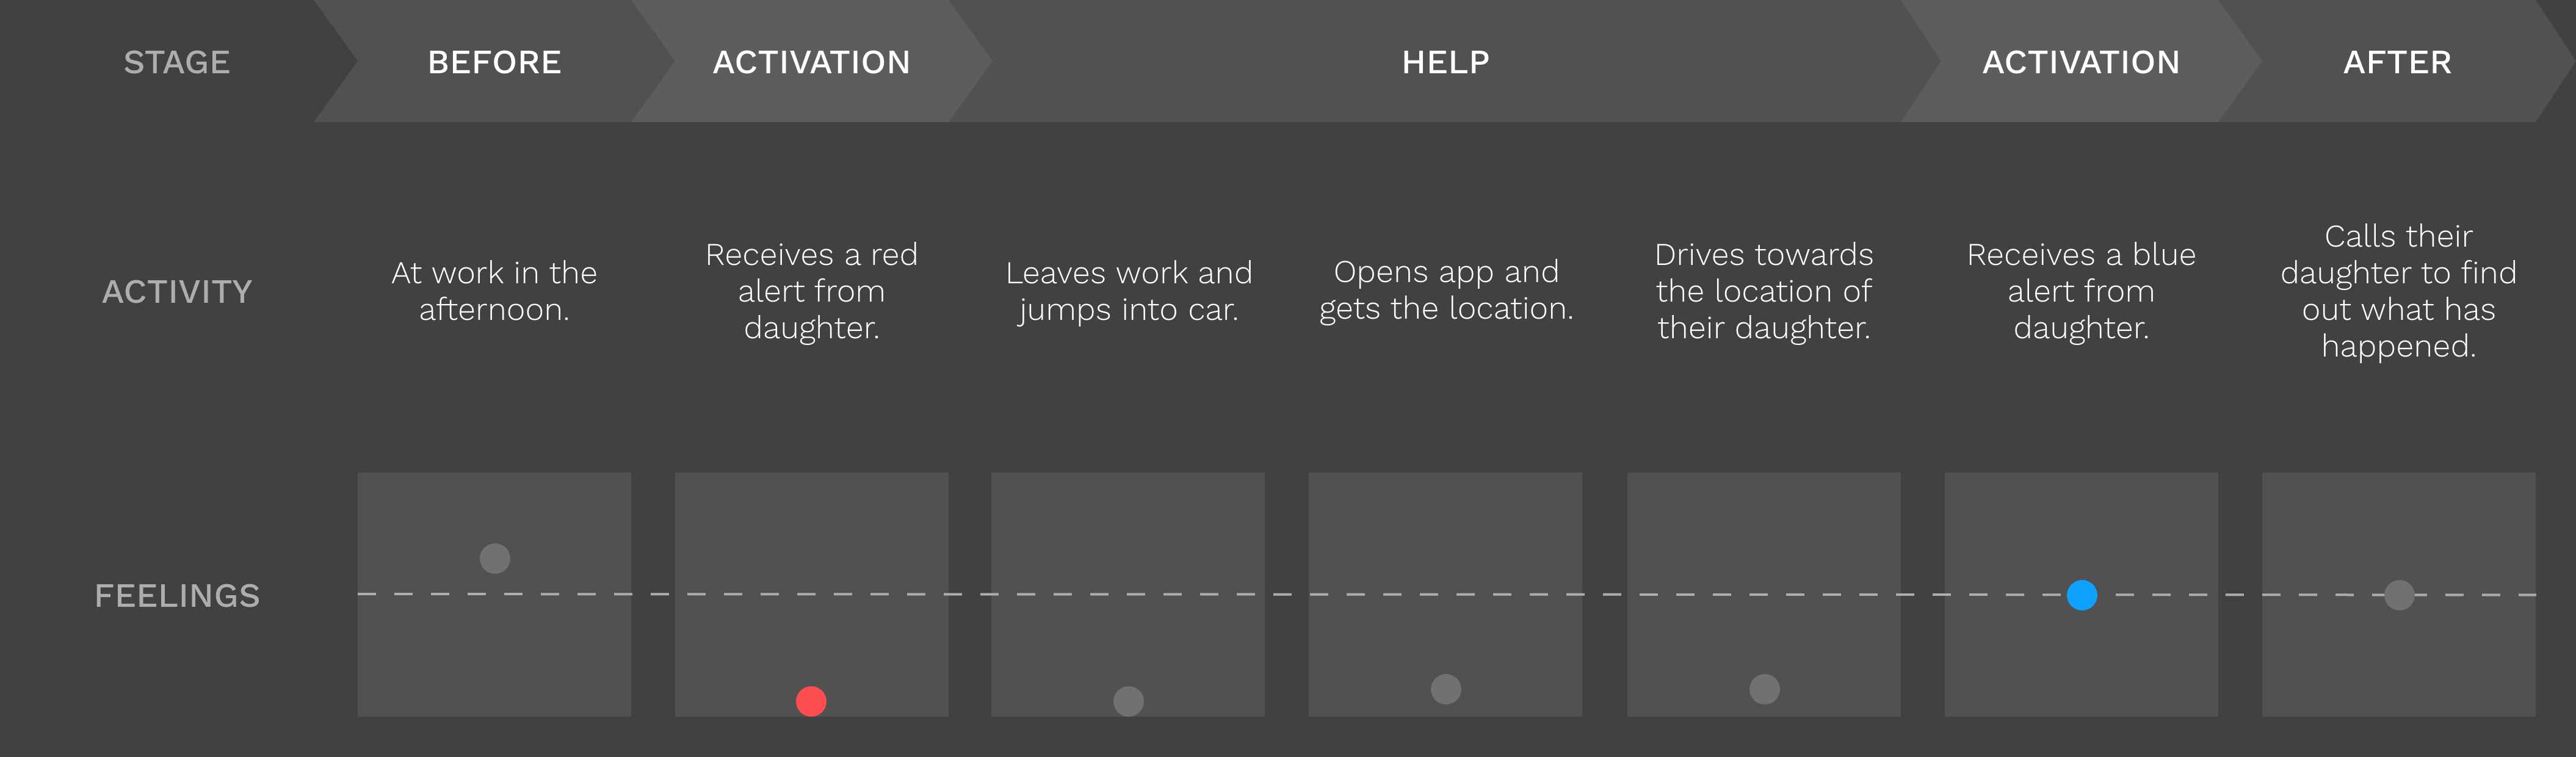 STAGE
BEFORE
ACTIVATION
HELP
ACTIVATION
AFTER
ACTIVITY
At work in the
afternoon.
Receives a red
alert from
daughter.
Leaves work and
jumps into car.
Opens app and
gets the location.
Drives towards
the location of
their daughter.
Receives a blue
alert from
daughter.
Calls their
daughter to find
out what has
happened.
FEELINGS